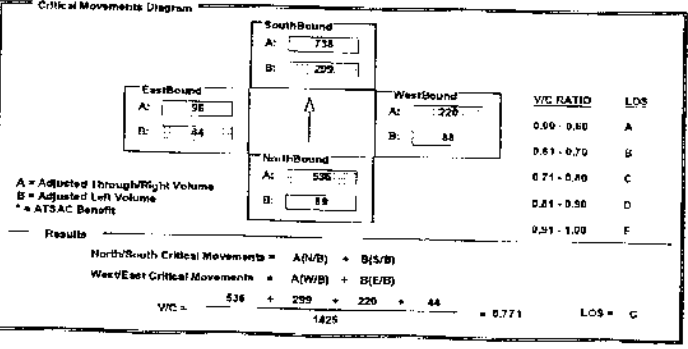 Critical Movements Diagram
SouthBound
A: 738
B: 299
EastBound
A: 96
B: 44
WestBound
A: 220
B: 88
NorthBound
A: 536
B: 89
V/C RATIO LOS
0.00 - 0.60 A
0.61 - 0.70 B
0.71 - 0.80 C
0.81 - 0.90 D
0.91 - 1.00 E
A = Adjusted Through/Right Volume
B = Adjusted Left Volume
* = ATSAC Benefit
Results
North/South Critical Movements = A(N/B) + B(S/B)
West/East Critical Movements = A(W/B) + B(E/B)
V/C = 536 + 299 + 220 + 44 = 0.771 LOS = C
1425